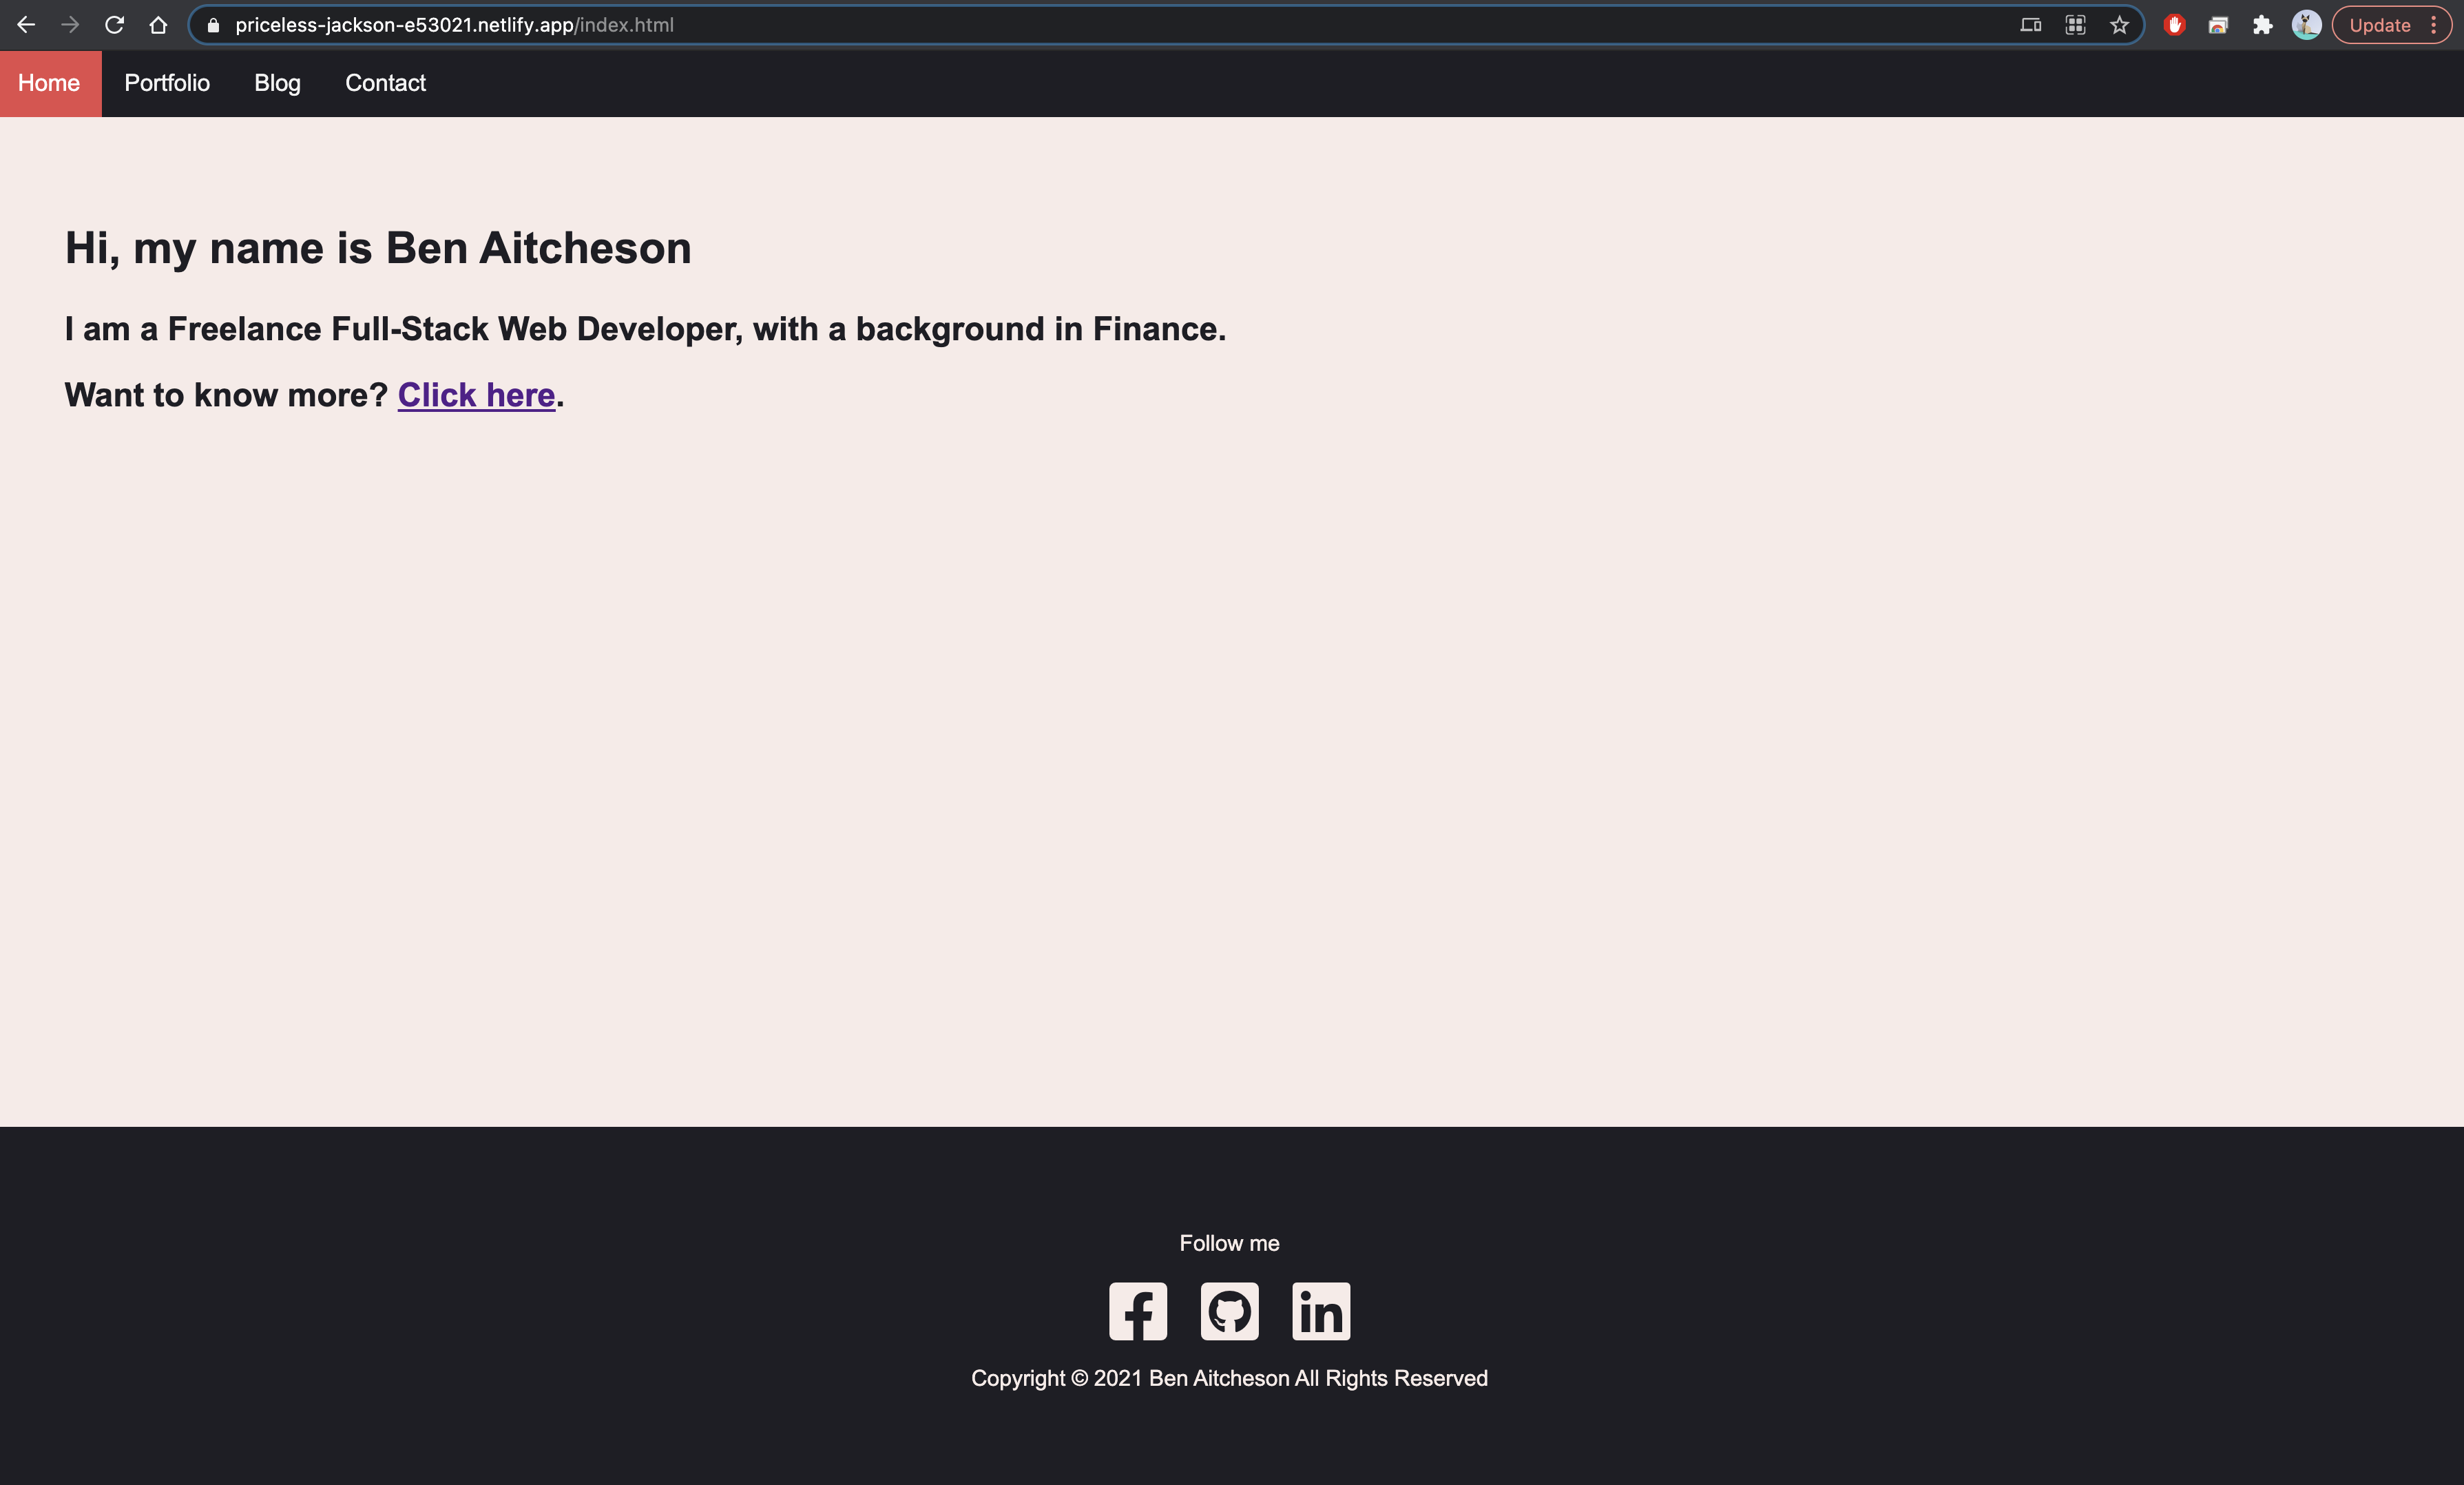 priceless-jackson-e53021.netlify.app/index.html
Update
Home Portfolio Blog Contact
Hi, my name is Ben Aitcheson
I am a Freelance Full-Stack Web Developer, with a background in Finance.
Want to know more? Click here.
Follow me
Copyright © 2021 Ben Aitcheson All Rights Reserved